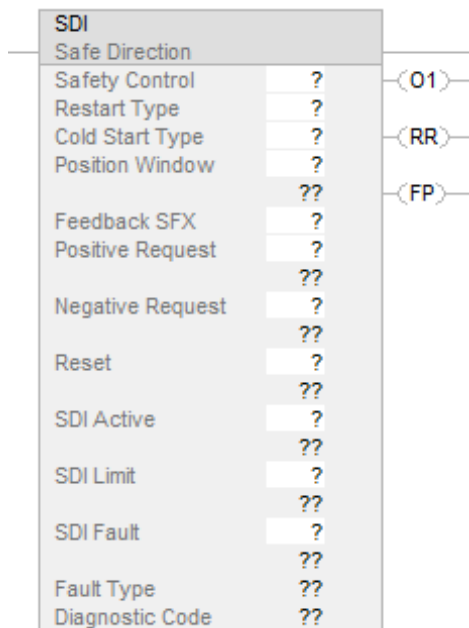 SDI
Safe Direction
Safety Control ? (O1)
Restart Type ?
Cold Start Type ? (RR)
Position Window ?
?? (FP)
Feedback SFX ?
Positive Request ?
??
Negative Request ?
??
Reset ?
??
SDI Active ?
??
SDI Limit ?
??
SDI Fault ?
??
Fault Type ??
Diagnostic Code ??